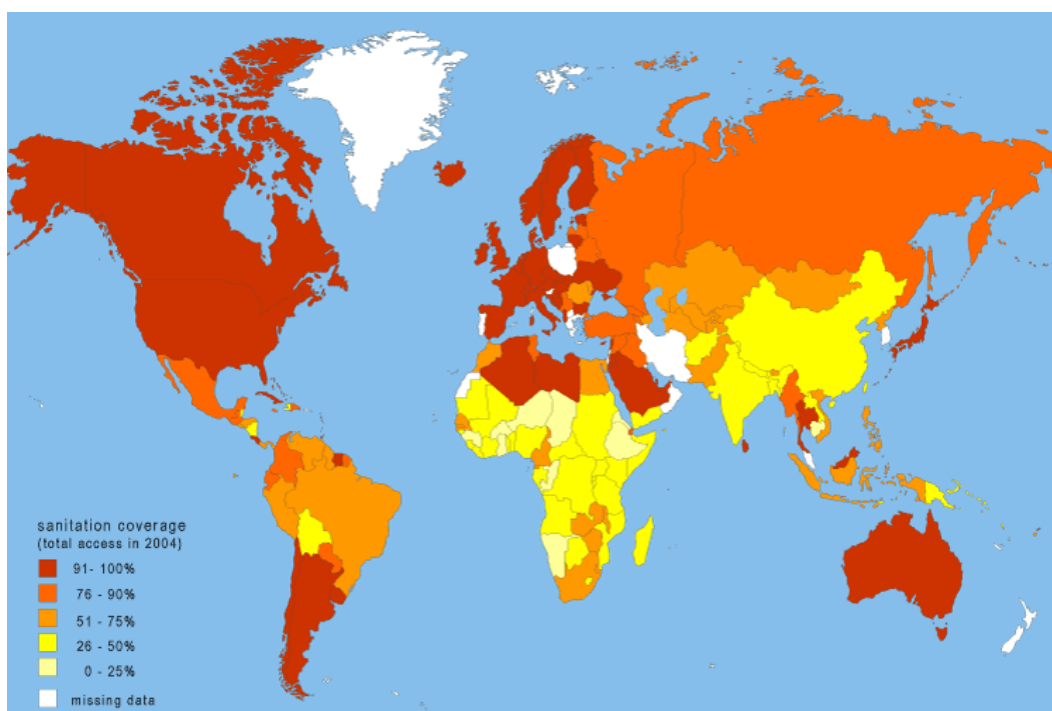 sanitation coverage
(total access in 2004)
91- 100%
76 - 90%
51 - 75%
26 - 50%
0 - 25%
missing data